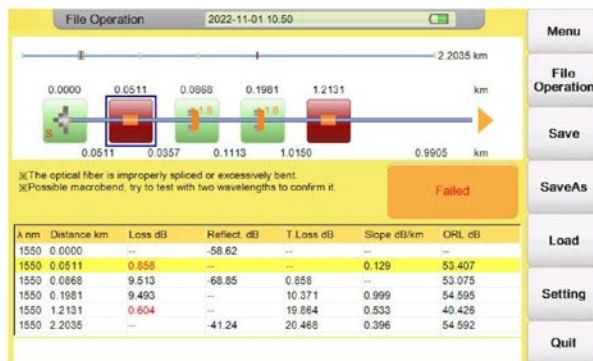 File Operation 2022-11-01 10:50
2.2035 km
0.0000 0.0511 0.0868 0.1981 1.2131 km
S 1:8 1:8
0.0511 0.0357 0.1113 1.0150 0.9905 km
※The optical fiber is improperly spliced or excessively bent.
※Possible macrobend, try to test with two wavelengths to confirm it.
Failed
λ nm Distance km Loss dB Reflect. dB T.Loss dB Slope dB/km ORL dB
1550 0.0000 -- -58.62 -- -- --
1550 0.0511 0.858 -- -- 0.129 53.407
1550 0.0868 9.513 -68.85 0.858 -- 53.075
1550 0.1981 9.493 -- 10.371 0.999 54.595
1550 1.2131 0.604 -- 19.864 0.533 40.426
1550 2.2035 -- -41.24 20.468 0.396 54.592
Menu
File
Operation
Save
SaveAs
Load
Setting
Quit